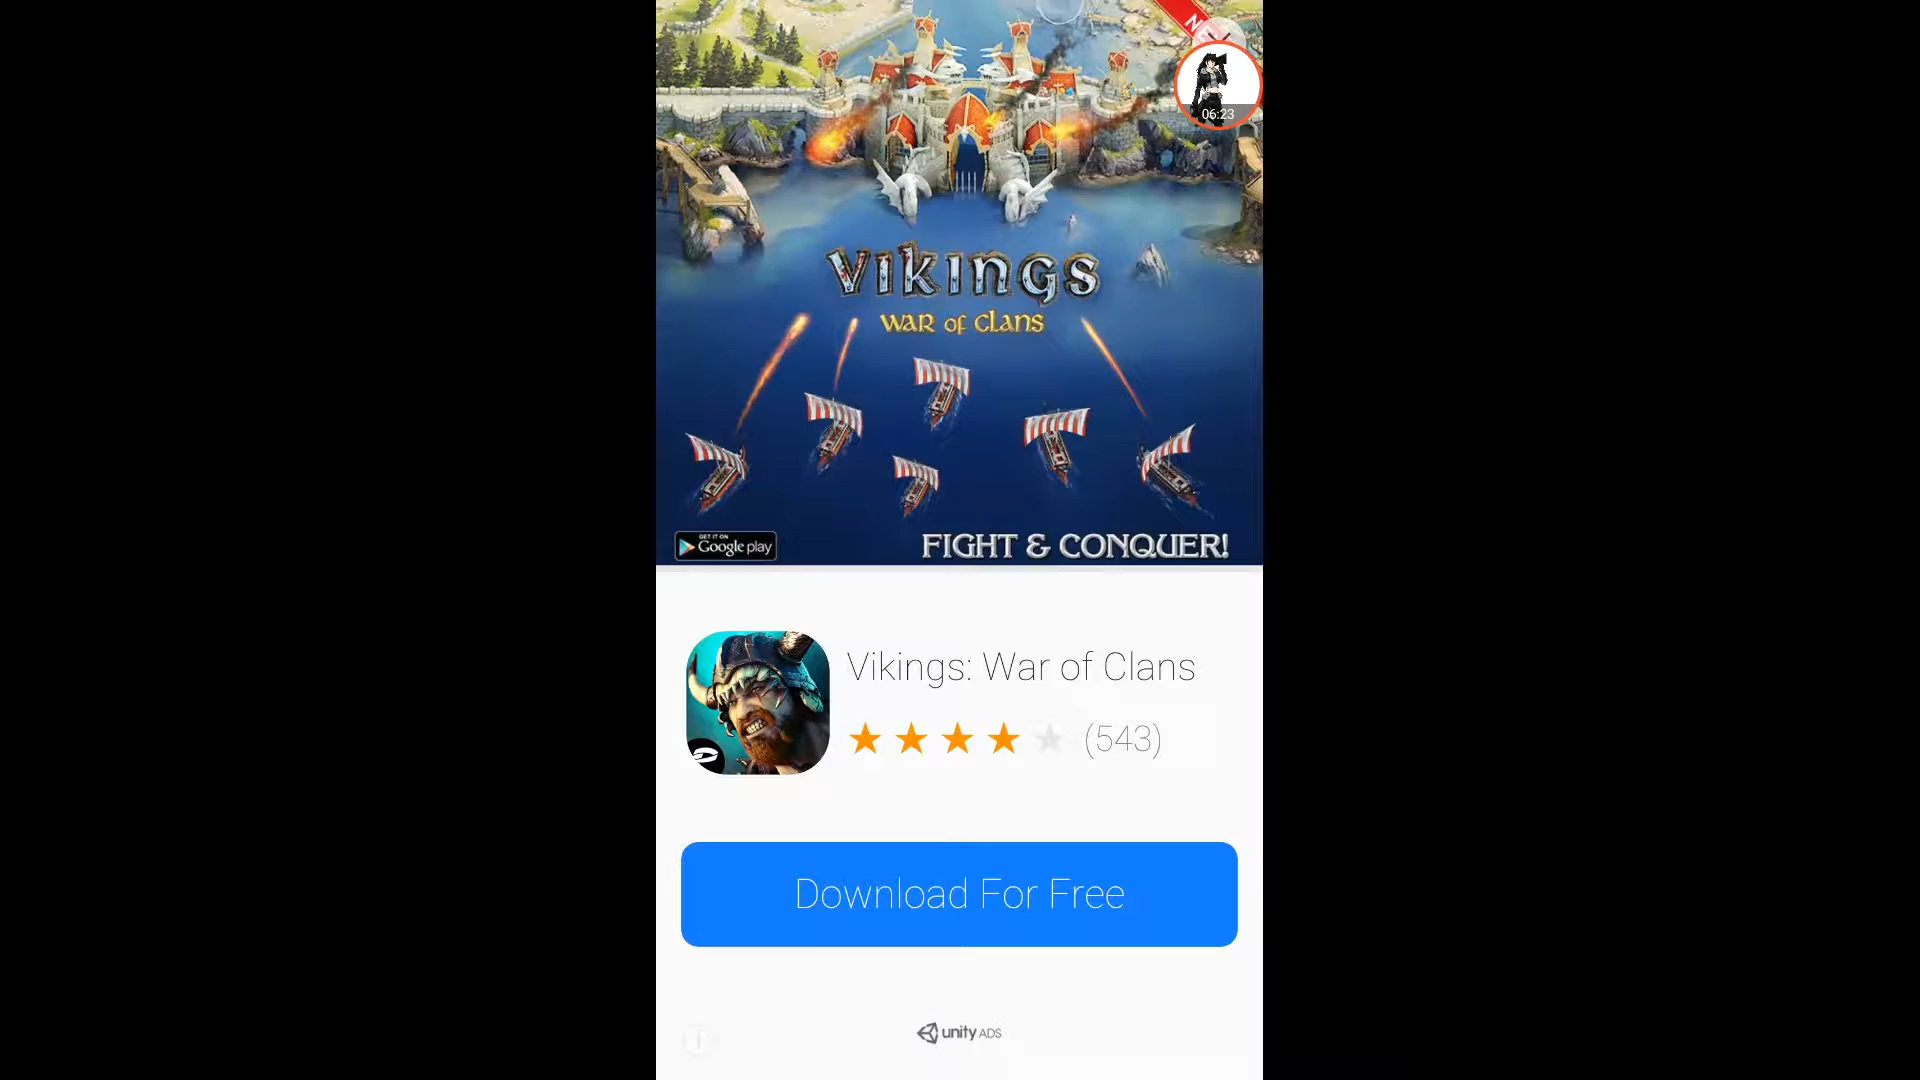 NEW
06:23
VIKINGS
WAR OF CLANS
GET IT ON
Google play
FIGHT & CONQUER!
Vikings: War of Clans
(543)
Download For Free
unity ADS